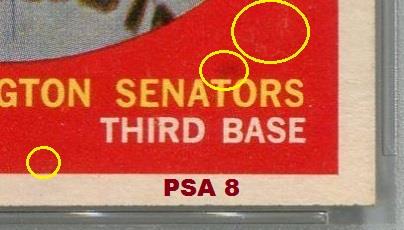 GTON SENATORS
THIRD BASE
PSA 8